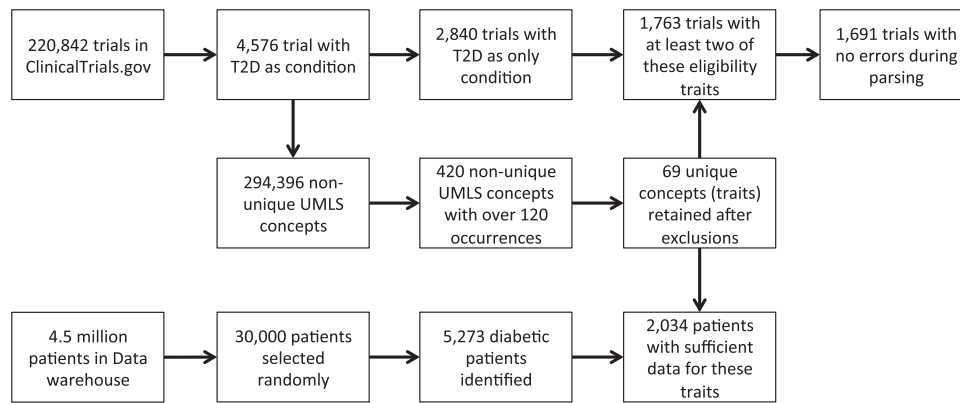 220,842 trials in
ClinicalTrials.gov
4,576 trial with
T2D as condition
2,840 trials with
T2D as only
condition
1,763 trial with
at least two of
these eligibility
traits
1,691 trials with
no errors during
parsing
294,396 non-
unique UMLS
concepts
420 non-unique
UMLS concepts
with over 120
occurrences
69 unique
concepts (traits)
retained after
exclusions
4.5 million
patients in Data
warehouse
30,000 patients
selected
randomly
5,273 diabetic
patients
identified
2,034 patients
with sufficient
data for these
traits